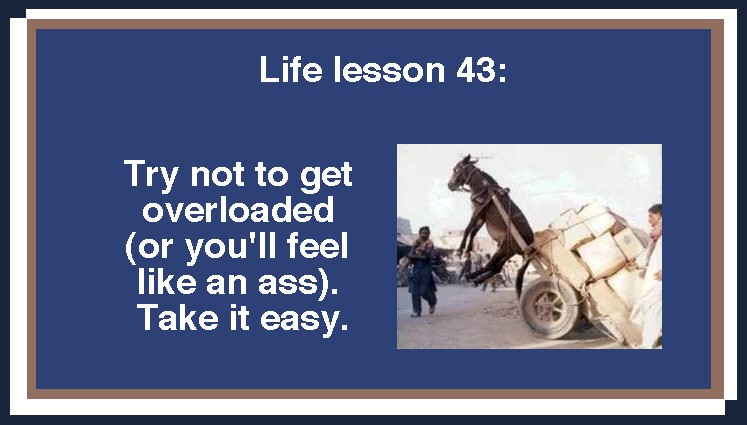 Life lesson 43:
Try not to get
overloaded
(or you'll feel
like an ass).
Take it easy.